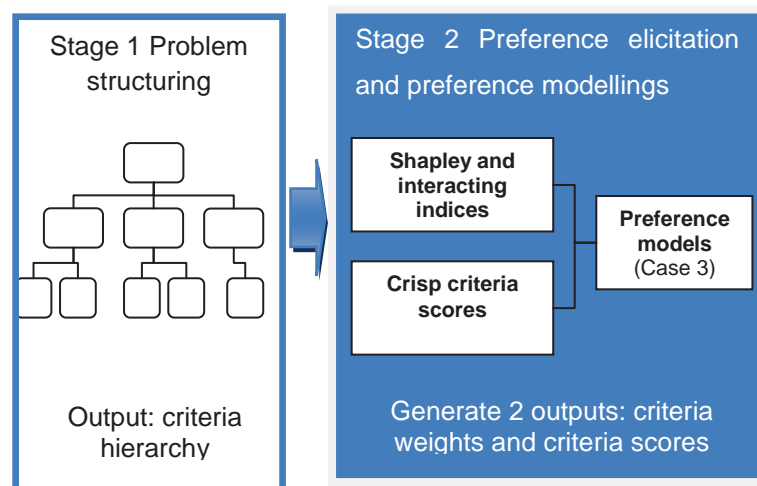 Stage 1 Problem
structuring
Output: criteria
hierarchy
Stage 2 Preference elicitation
and preference modellings
Shapley and
interacting
indices
Crisp criteria
scores
Preference
models
(Case 3)
Generate 2 outputs: criteria
weights and criteria scores